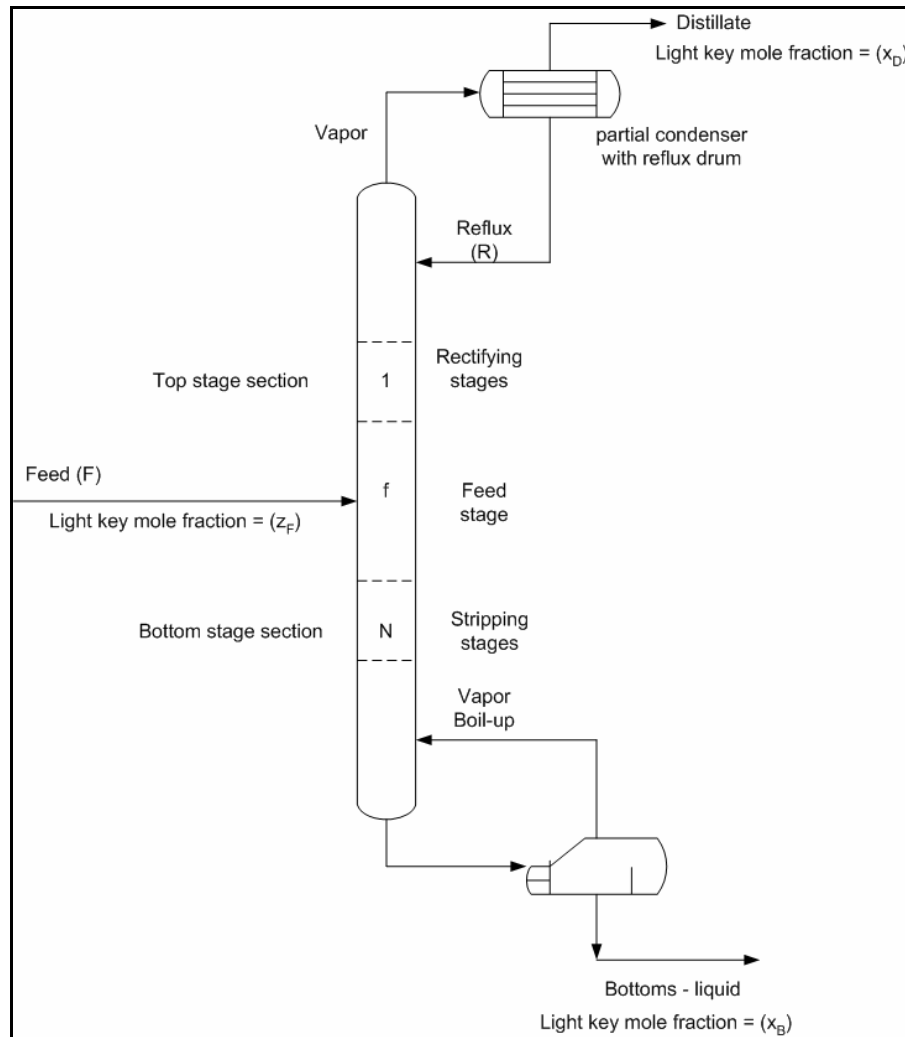 Distillate
Light key mole fraction = (x_D)
Vapor
partial condenser
with reflux drum
Reflux
(R)
Top stage section
1
Rectifying
stages
Feed (F)
Light key mole fraction = (z_F)
f
Feed
stage
Bottom stage section
N
Stripping
stages
Vapor
Boil-up
Bottoms - liquid
Light key mole fraction = (x_B)